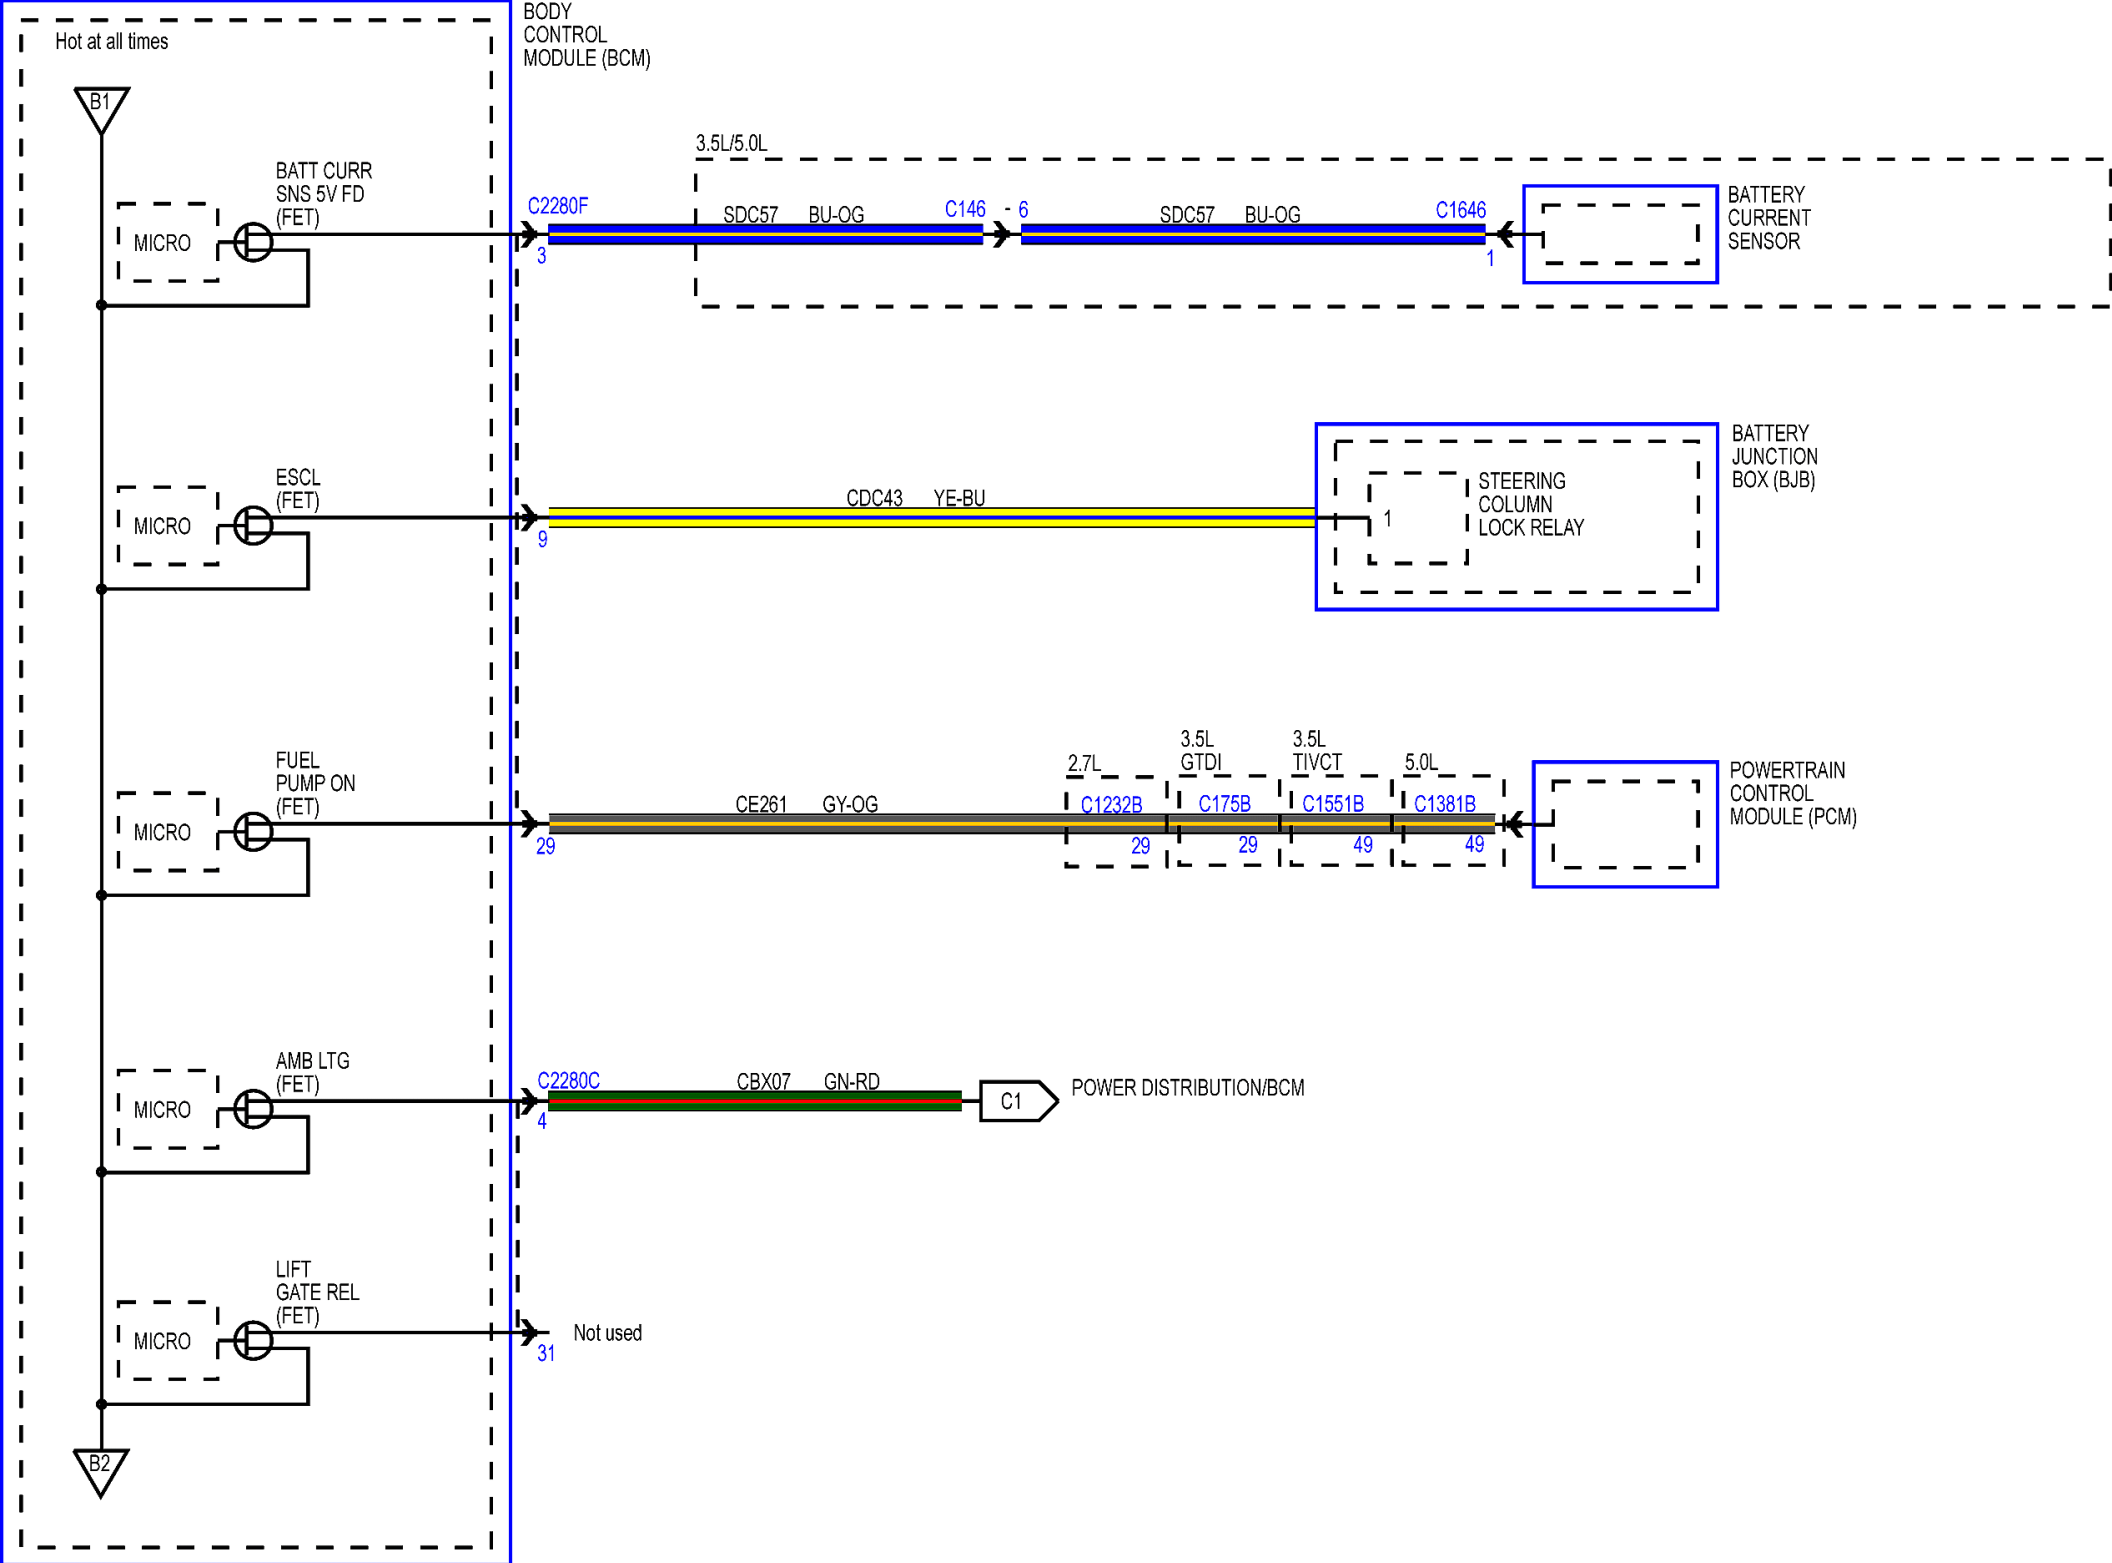 BODY
CONTROL
MODULE (BCM)
Hot at all times
B1
3.5L/5.0L
BATT CURR
SNS 5V FD
(FET)
MICRO
C2280F
3
SDC57 BU-OG
C146 - 6
SDC57 BU-OG
C1646
1
BATTERY
CURRENT
SENSOR
ESCL
(FET)
MICRO
9
CDC43 YE-BU
1
STEERING
COLUMN
LOCK RELAY
BATTERY
JUNCTION
BOX (BJB)
FUEL
PUMP ON
(FET)
MICRO
29
CE261 GY-OG
2.7L
C1232B
29
3.5L
GTDI
C175B
29
3.5L
TIVCT
C1551B
49
5.0L
C1381B
49
POWERTRAIN
CONTROL
MODULE (PCM)
AMB LTG
(FET)
MICRO
C2280C
4
CBX07 GN-RD
C1
POWER DISTRIBUTION/BCM
LIFT
GATE REL
(FET)
MICRO
31
Not used
B2